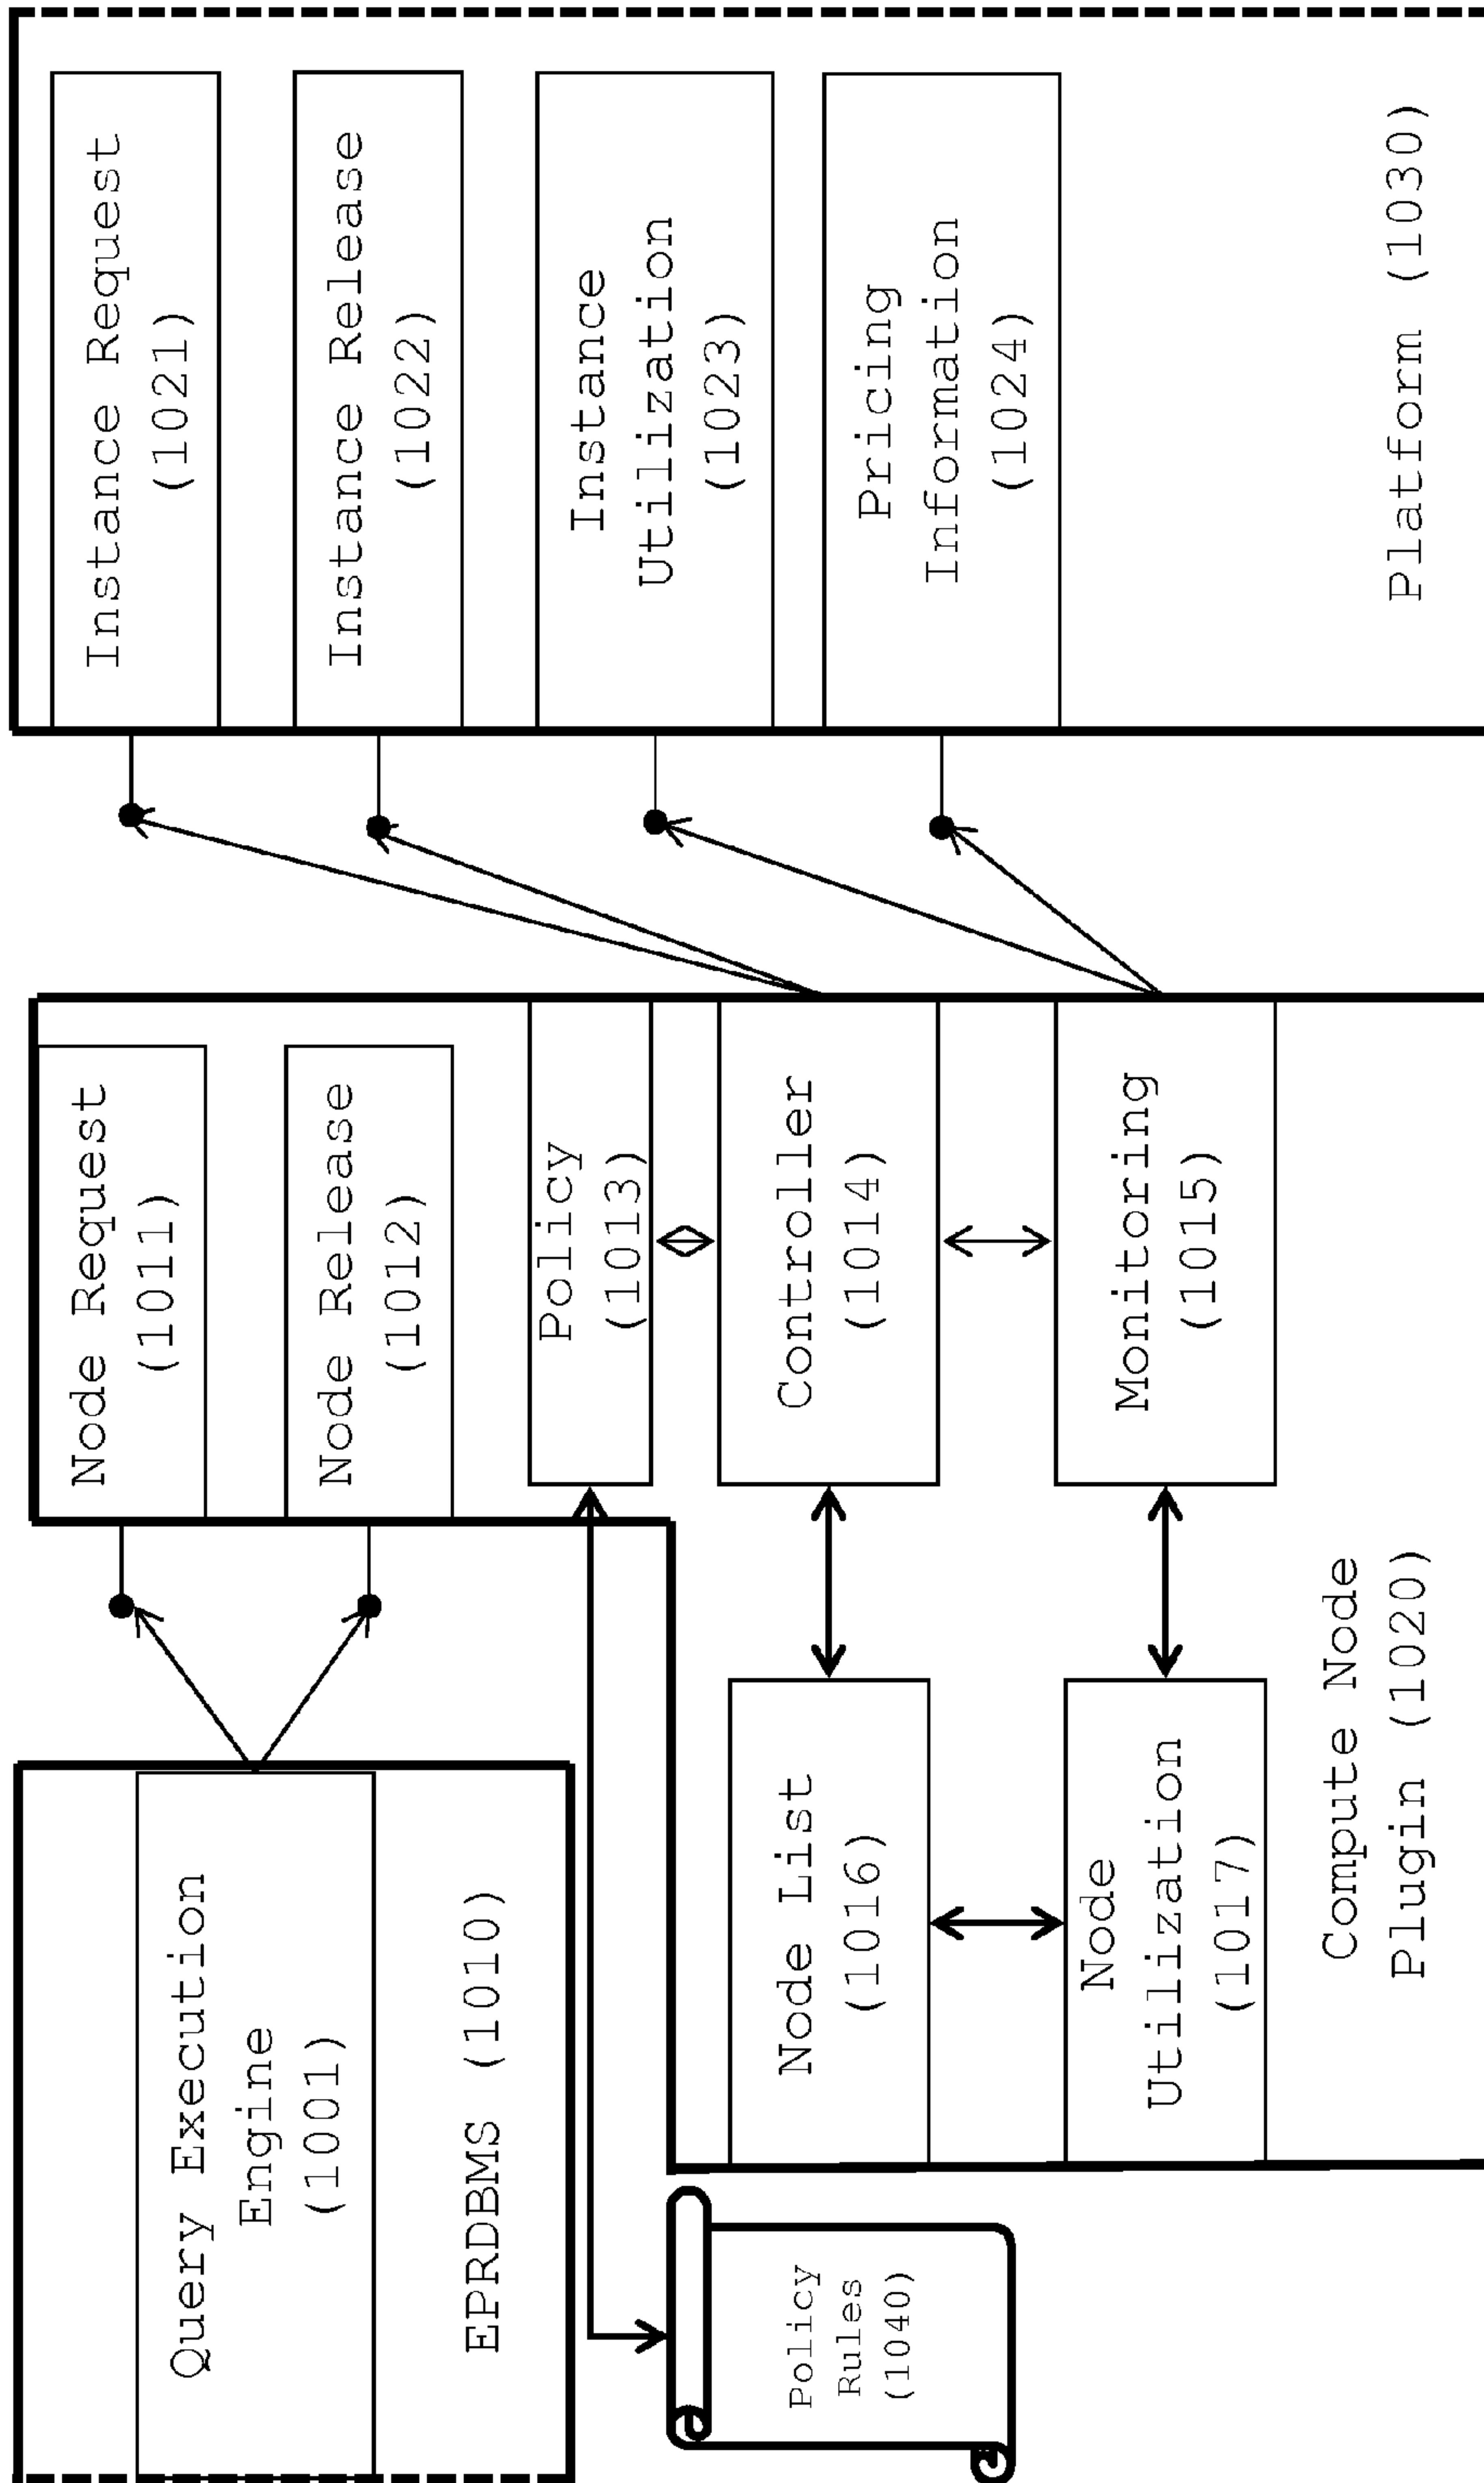 Query Execution
Engine
(1001)
EPRDBMS (1010)
Policy
Rules
(1040)
Node Request
(1011)
Node Release
(1012)
Policy
(1013)
Controller
(1014)
Monitoring
(1015)
Node List
(1016)
Node
Utilization
(1017)
Compute Node
Plugin (1020)
Instance Request
(1021)
Instance Release
(1022)
Instance
Utilization
(1023)
Pricing
Information
(1024)
Platform (1030)